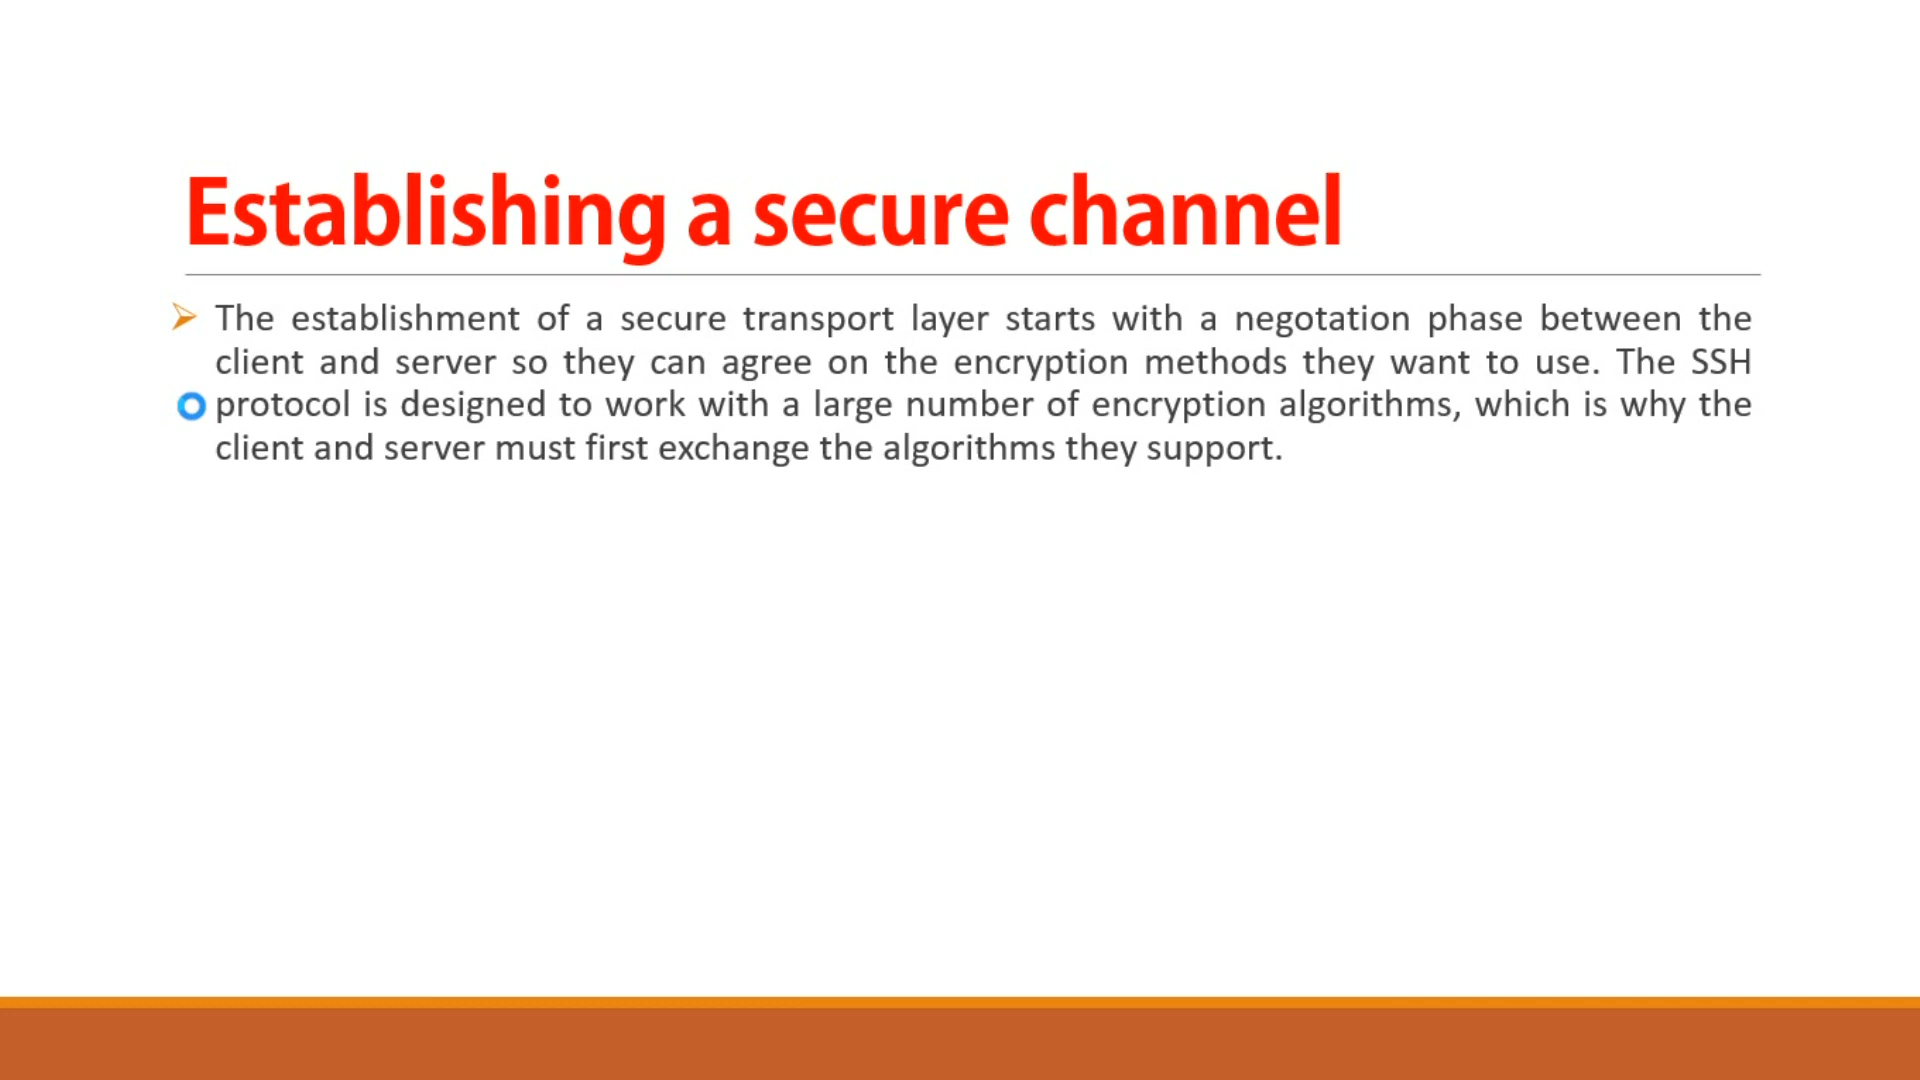 Establishing a secure channel
The establishment of a secure transport layer starts with a negotation phase between the
client and server so they can agree on the encryption methods they want to use. The SSH
protocol is designed to work with a large number of encryption algorithms, which is why the
client and server must first exchange the algorithms they support.